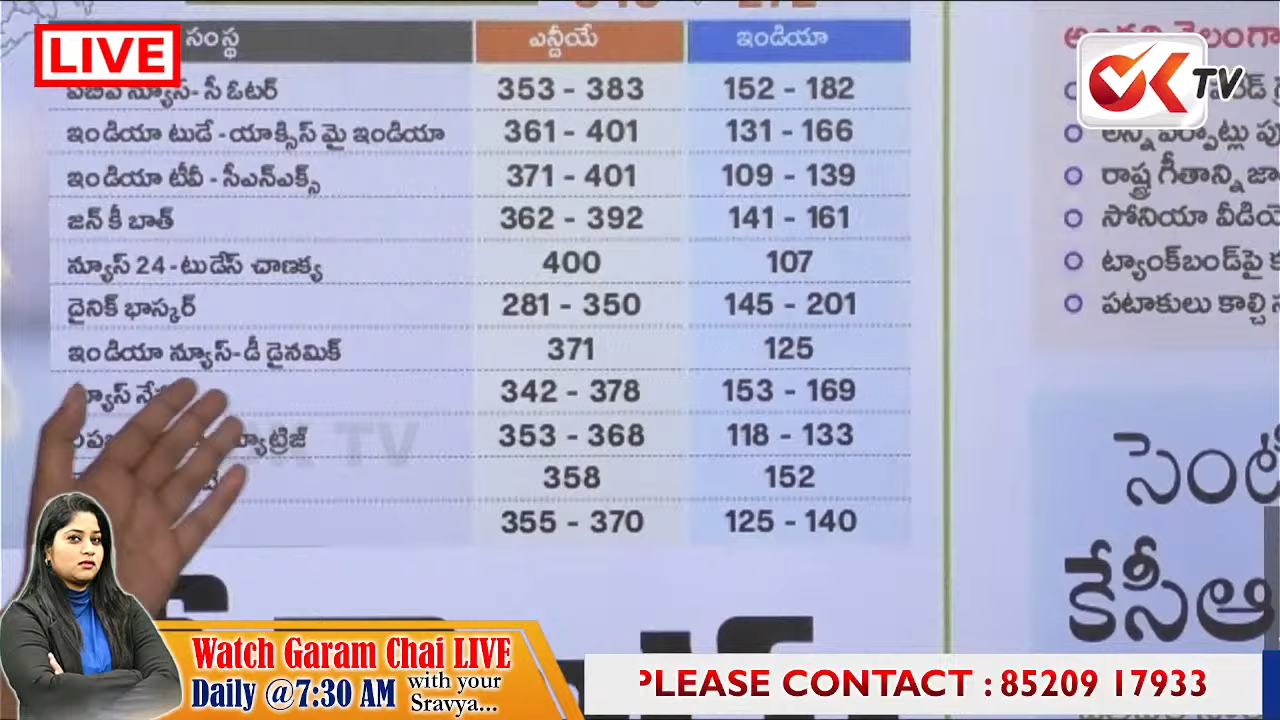 LIVE
సంస్థ ఎన్డీయే ఇండియా
న్యూస్- సీ ఓటర్ 353 - 383 152 - 182
ఇండియా టుడే - యాక్సిస్ మై ఇండియా 361 - 401 131 - 166
ఇండియా టీవీ - సీఎన్ఎక్స్ 371 - 401 109 - 139
జన్ కీ బాత్ 362 - 392 141 - 161
న్యూస్ 24 - టుడేస్ చాణక్య 400 107
దైనిక్ భాస్కర్ 281 - 350 145 - 201
ఇండియా న్యూస్- డీ డైనమిక్ 371 125
342 - 378 153 - 169
353 - 368 118 - 133
358 152
355 - 370 125 - 140
OK TV
రాష్ట్ర గీతాన్ని
సోనియా
ట్యాంక్‌బండ్‌పై
పటాకులు కాల్చి
OK TV
Watch Garam Chai LIVE
Daily @7:30 AM with your
Sravya...
PLEASE CONTACT : 85209 17933